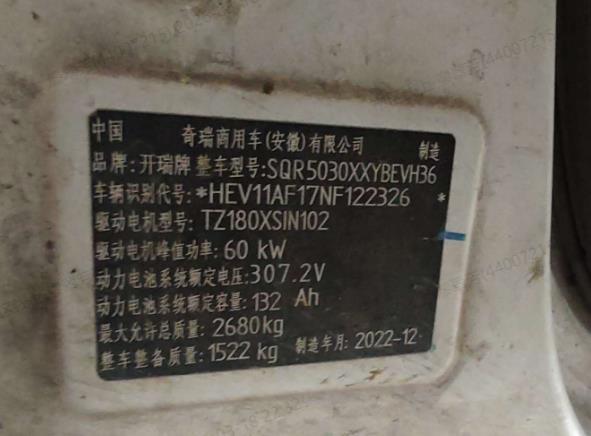 中国 奇瑞商用车(安徽)有限公司 制造
品牌:开瑞牌 整车型号:SQR5030XXYBEVH36
车辆识别代号:*HEV11AF17NF122326 *
驱动电机型号: TZ180XSIN102
驱动电机峰值功率: 60 kW
动力电池系统额定电压:307.2V
动力电池系统额定容量: 132 Ah
最大允许总质量: 2680kg
整车整备质量: 1522 kg 制造年月: 2022-12